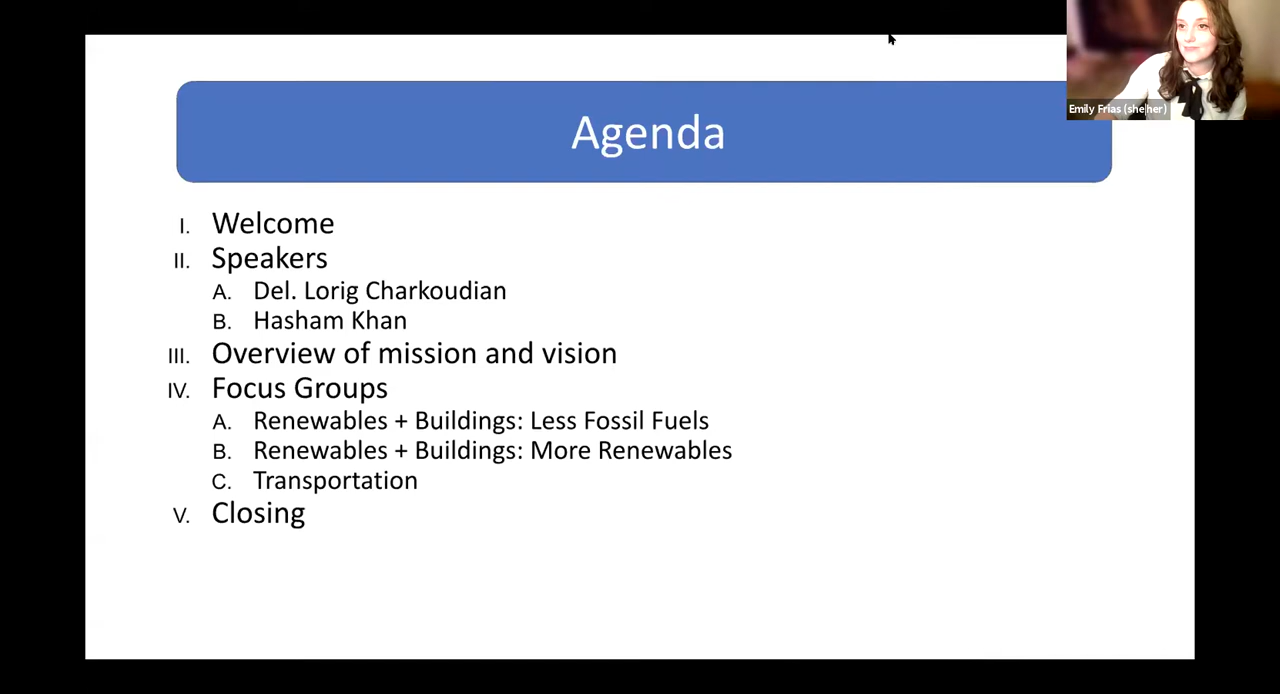 Agenda
Emily Frias (she|her)
I. Welcome
II. Speakers
A. Del. Lorig Charkoudian
B. Hasham Khan
III. Overview of mission and vision
IV. Focus Groups
A. Renewables + Buildings: Less Fossil Fuels
B. Renewables + Buildings: More Renewables
C. Transportation
V. Closing